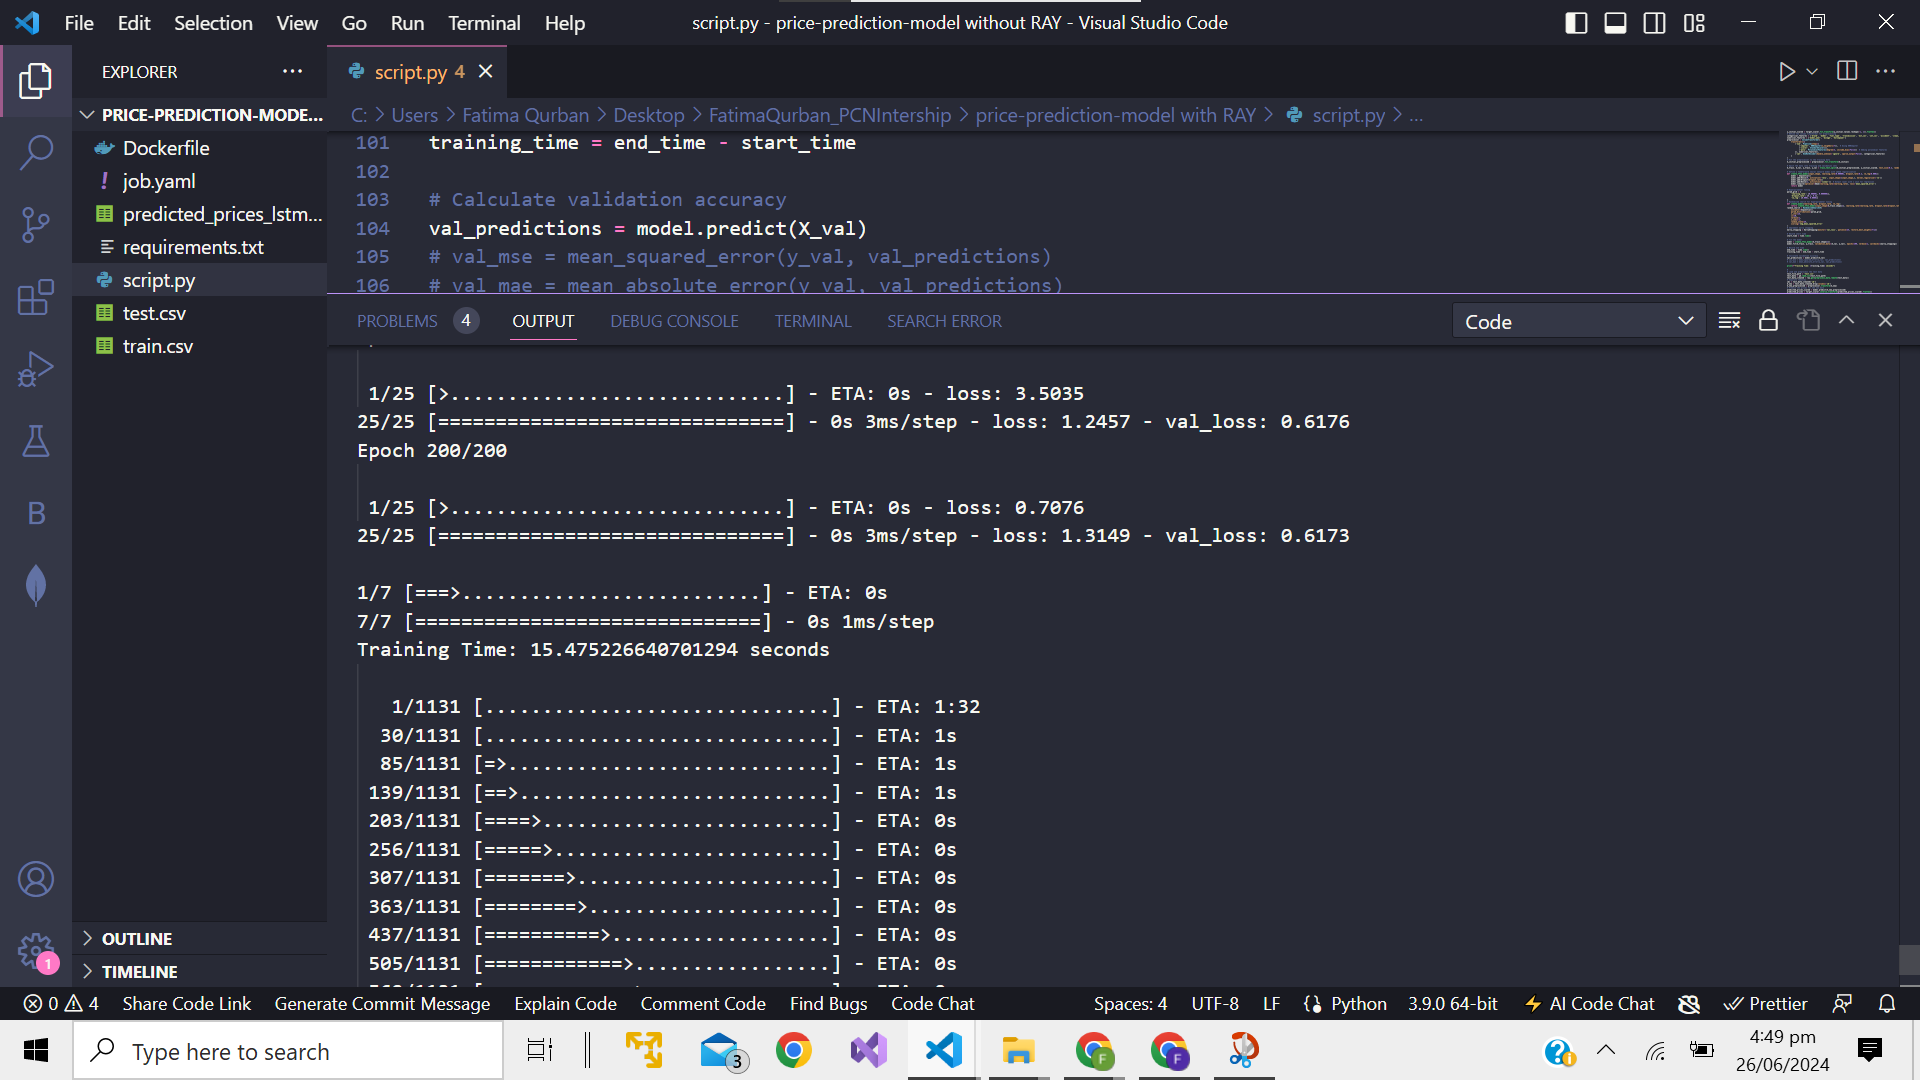 File Edit Selection View Go Run Terminal Help
script.py - price-prediction-model without RAY - Visual Studio Code
EXPLORER
PRICE-PREDICTION-MODE...
Dockerfile
job.yaml
predicted_prices_lstm...
requirements.txt
script.py
test.csv
train.csv
OUTLINE
TIMELINE
B
1
script.py 4
C: > Users > Fatima Qurban > Desktop > FatimaQurban_PCNIntership > price-prediction-model with RAY > script.py > ...
101 training_time = end_time - start_time
102
103 # Calculate validation accuracy
104 val_predictions = model.predict(X_val)
105 # val_mse = mean_squared_error(y_val, val_predictions)
106 # val_mae = mean_absolute_error(y_val, val_predictions)
PROBLEMS 4 OUTPUT DEBUG CONSOLE TERMINAL SEARCH ERROR Code
1/25 [>.............................] - ETA: 0s - loss: 3.5035
25/25 [==============================] - 0s 3ms/step - loss: 1.2457 - val_loss: 0.6176
Epoch 200/200
1/25 [>.............................] - ETA: 0s - loss: 0.7076
25/25 [==============================] - 0s 3ms/step - loss: 1.3149 - val_loss: 0.6173
1/7 [===>..........................] - ETA: 0s
7/7 [==============================] - 0s 1ms/step
Training Time: 15.475226640701294 seconds
1/1131 [..............................] - ETA: 1:32
30/1131 [..............................] - ETA: 1s
85/1131 [=>............................] - ETA: 1s
139/1131 [==>...........................] - ETA: 1s
203/1131 [====>.........................] - ETA: 0s
256/1131 [=====>........................] - ETA: 0s
307/1131 [=======>......................] - ETA: 0s
363/1131 [========>.....................] - ETA: 0s
437/1131 [==========>...................] - ETA: 0s
505/1131 [============>.................] - ETA: 0s
0 4 Share Code Link Generate Commit Message Explain Code Comment Code Find Bugs Code Chat Spaces: 4 UTF-8 LF Python 3.9.0 64-bit AI Code Chat Prettier
Type here to search
3
F
F
4:49 pm
26/06/2024